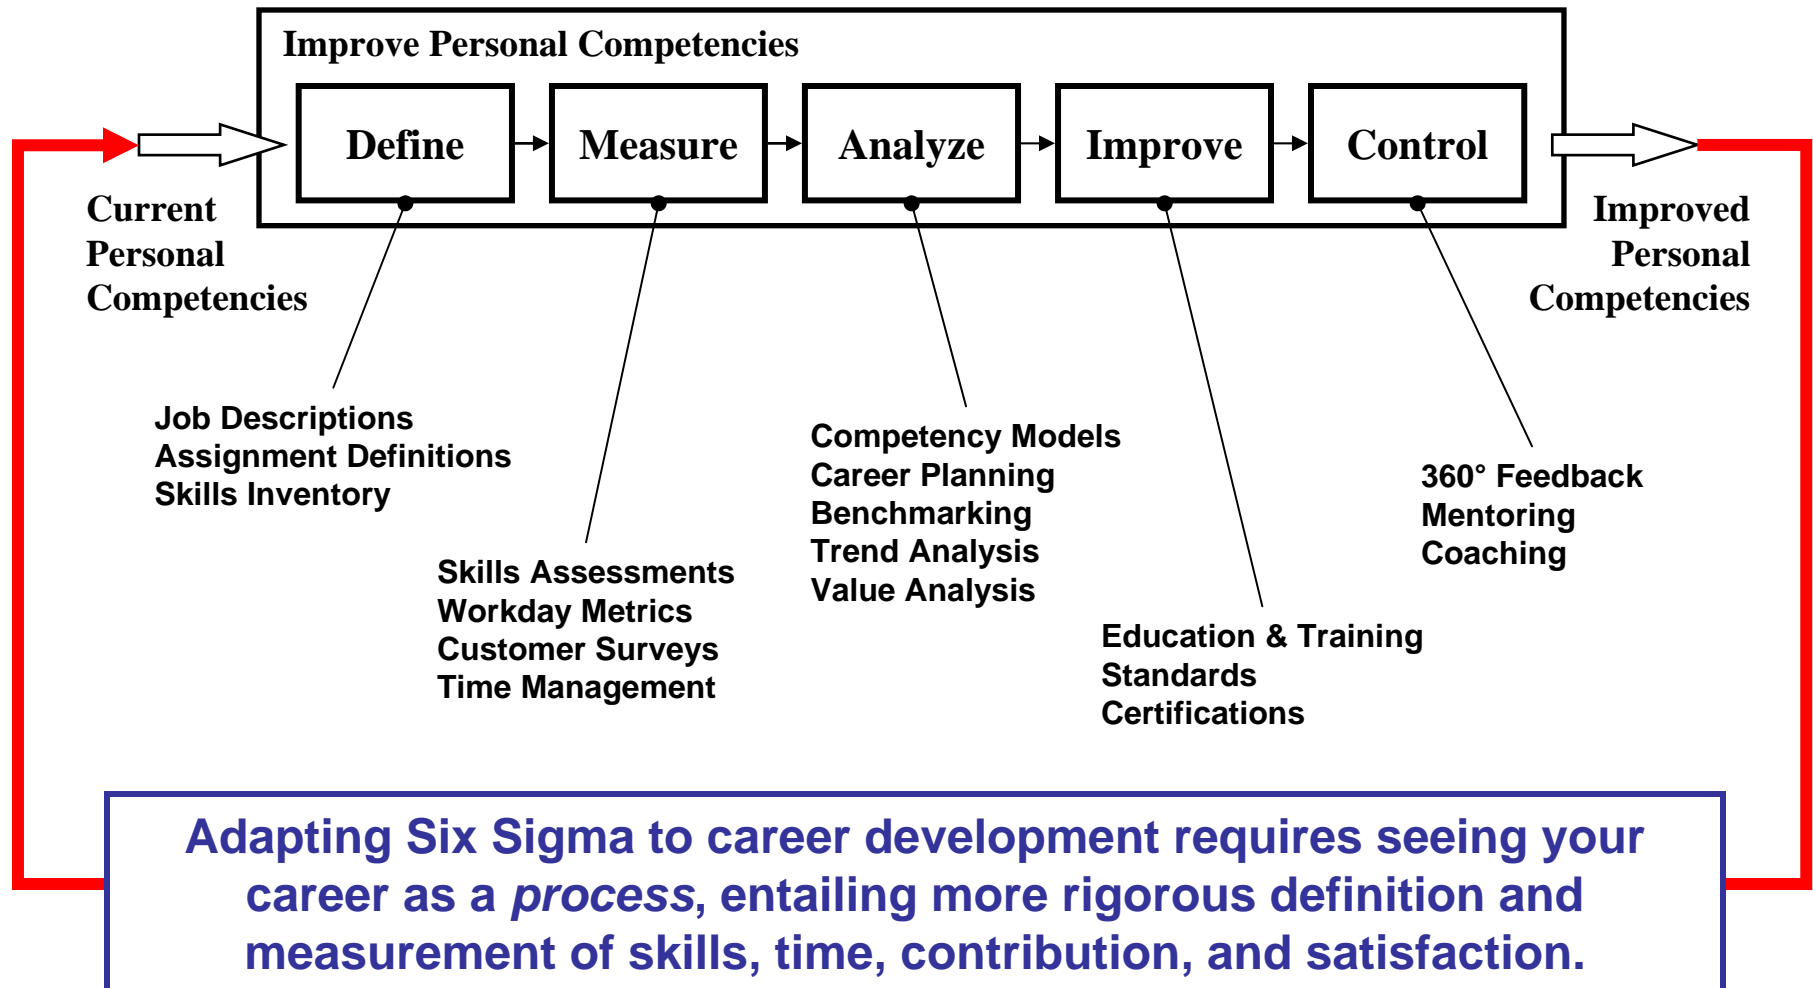 Improve Personal Competencies
Define
Measure
Analyze
Improve
Control
Current
Personal
Competencies
Improved
Personal
Competencies
Job Descriptions
Assignment Definitions
Skills Inventory
Skills Assessments
Workday Metrics
Customer Surveys
Time Management
Competency Models
Career Planning
Benchmarking
Trend Analysis
Value Analysis
Education & Training
Standards
Certifications
360° Feedback
Mentoring
Coaching
Adapting Six Sigma to career development requires seeing your
career as a process, entailing more rigorous definition and
measurement of skills, time, contribution, and satisfaction.